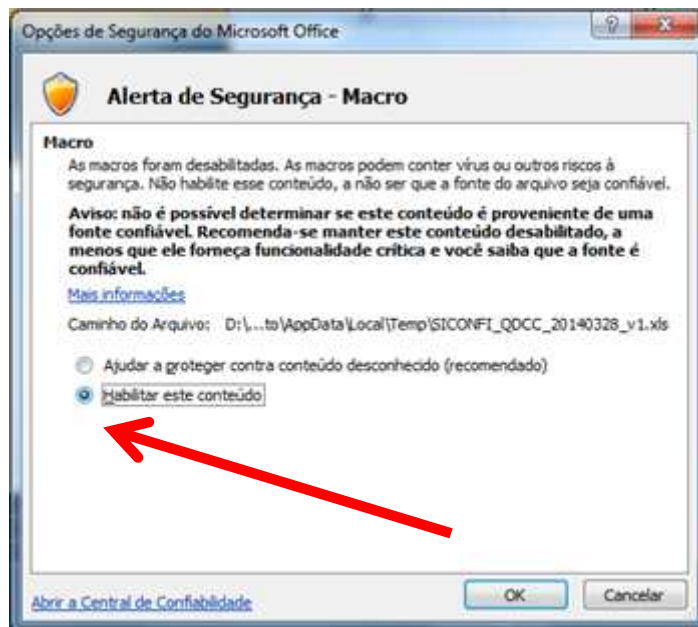 Opções de Segurança do Microsoft Office
Alerta de Segurança - Macro
Macro
As macros foram desabilitadas. As macros podem conter vírus ou outros riscos à
segurança. Não habilite esse conteúdo, a não ser que a fonte do arquivo seja confiável.
Aviso: não é possível determinar se este conteúdo é proveniente de uma
fonte confiável. Recomenda-se manter este conteúdo desabilitado, a
menos que ele forneça funcionalidade crítica e você saiba que a fonte é
confiável.
Mais informações
Caminho do Arquivo: D:\...to\AppData\Local\Temp\SICONFI_QDCC_20140328_v1.xls
Ajudar a proteger contra conteúdo desconhecido (recomendado)
Habilitar este conteúdo
Abrir a Central de Confiabilidade
OK
Cancelar